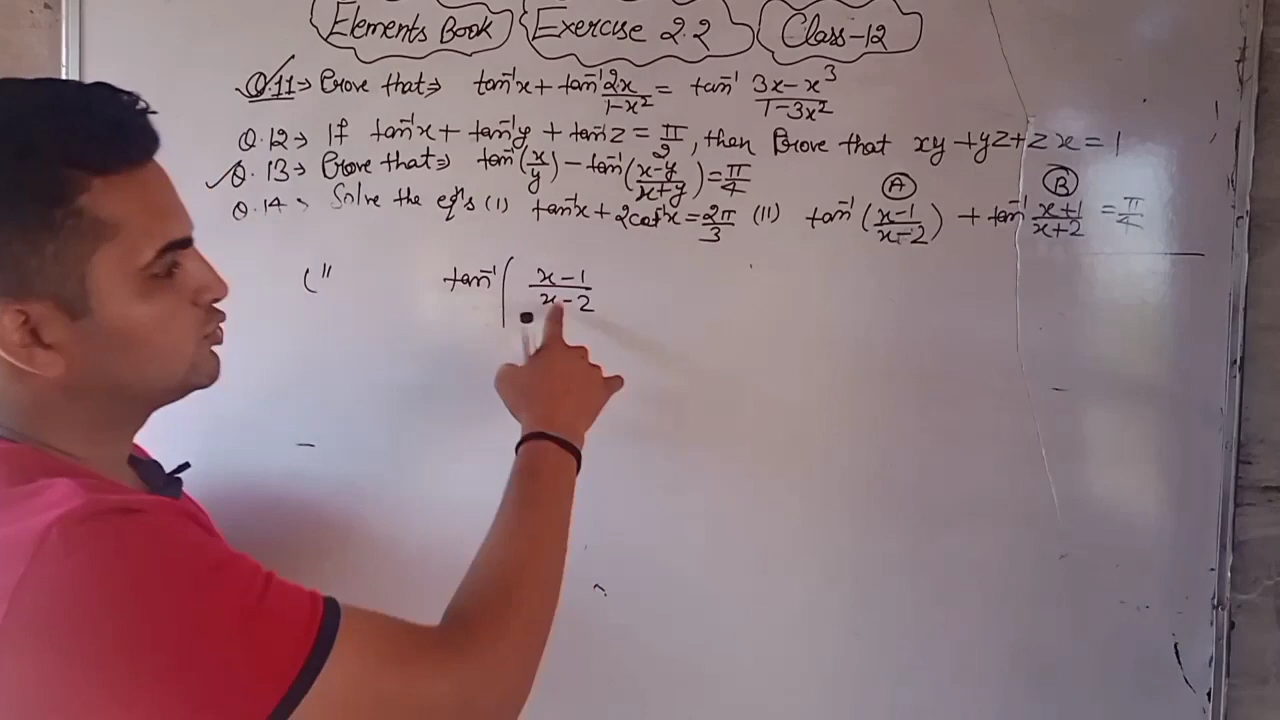 Elements Book Exercise 2.2 Class-12
Q.11→ Prove that⇒ tan⁻¹x + tan⁻¹ 2x/1-x² = tan⁻¹ 3x-x³/1-3x²
Q.12→ If tan⁻¹x + tan⁻¹y + tan⁻¹z = π/2, then Prove that xy+yz+zx=1
Q.13→ Prove that⇒ tan⁻¹(x/y) - tan⁻¹(x-y/x+y) = π/4
A B
Q.14→ Solve the eqⁿs (i) tan⁻¹x + 2cot⁻¹x = 2π/3 (ii) tan⁻¹(x-1/x-2) + tan⁻¹ x+1/x+2 = π/4
(" tan⁻¹( x-1/x-2